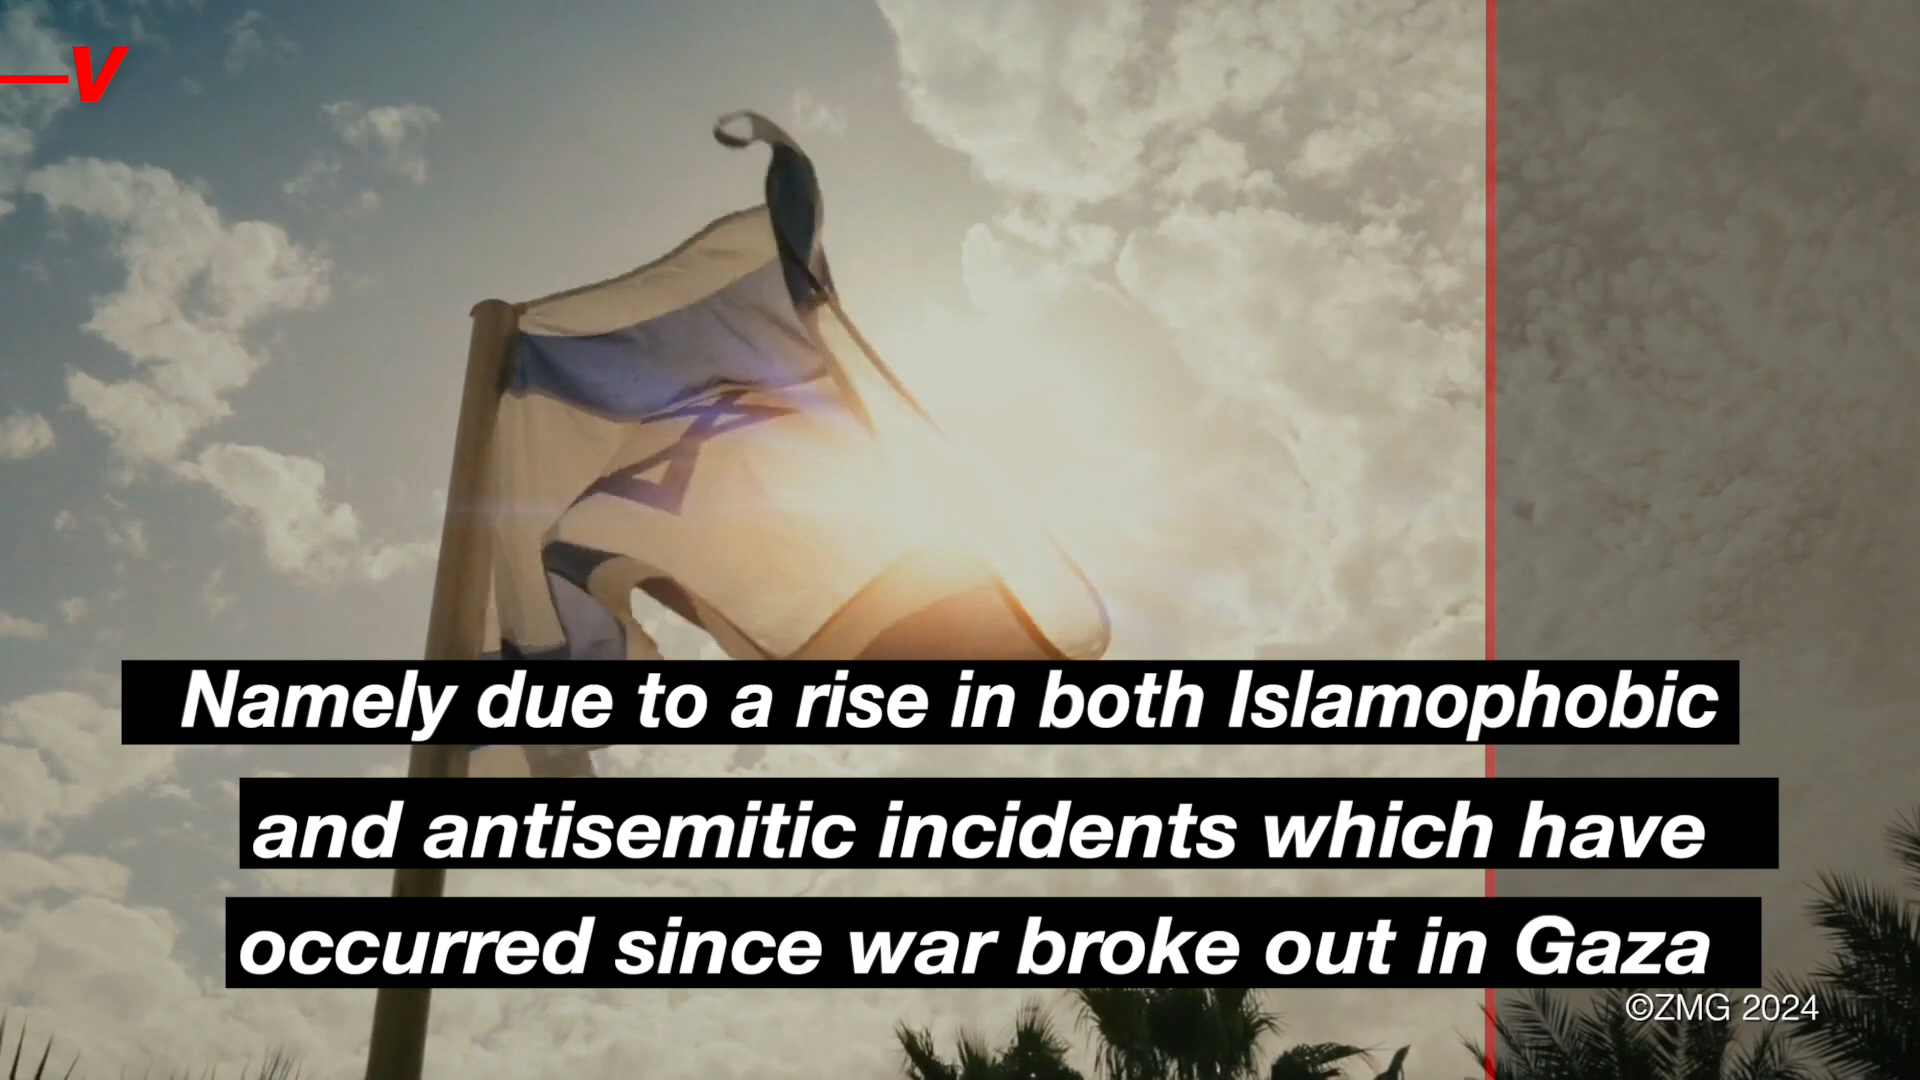 V
Namely due to a rise in both Islamophobic
and antisemitic incidents which have
occurred since war broke out in Gaza
©ZMG 2024